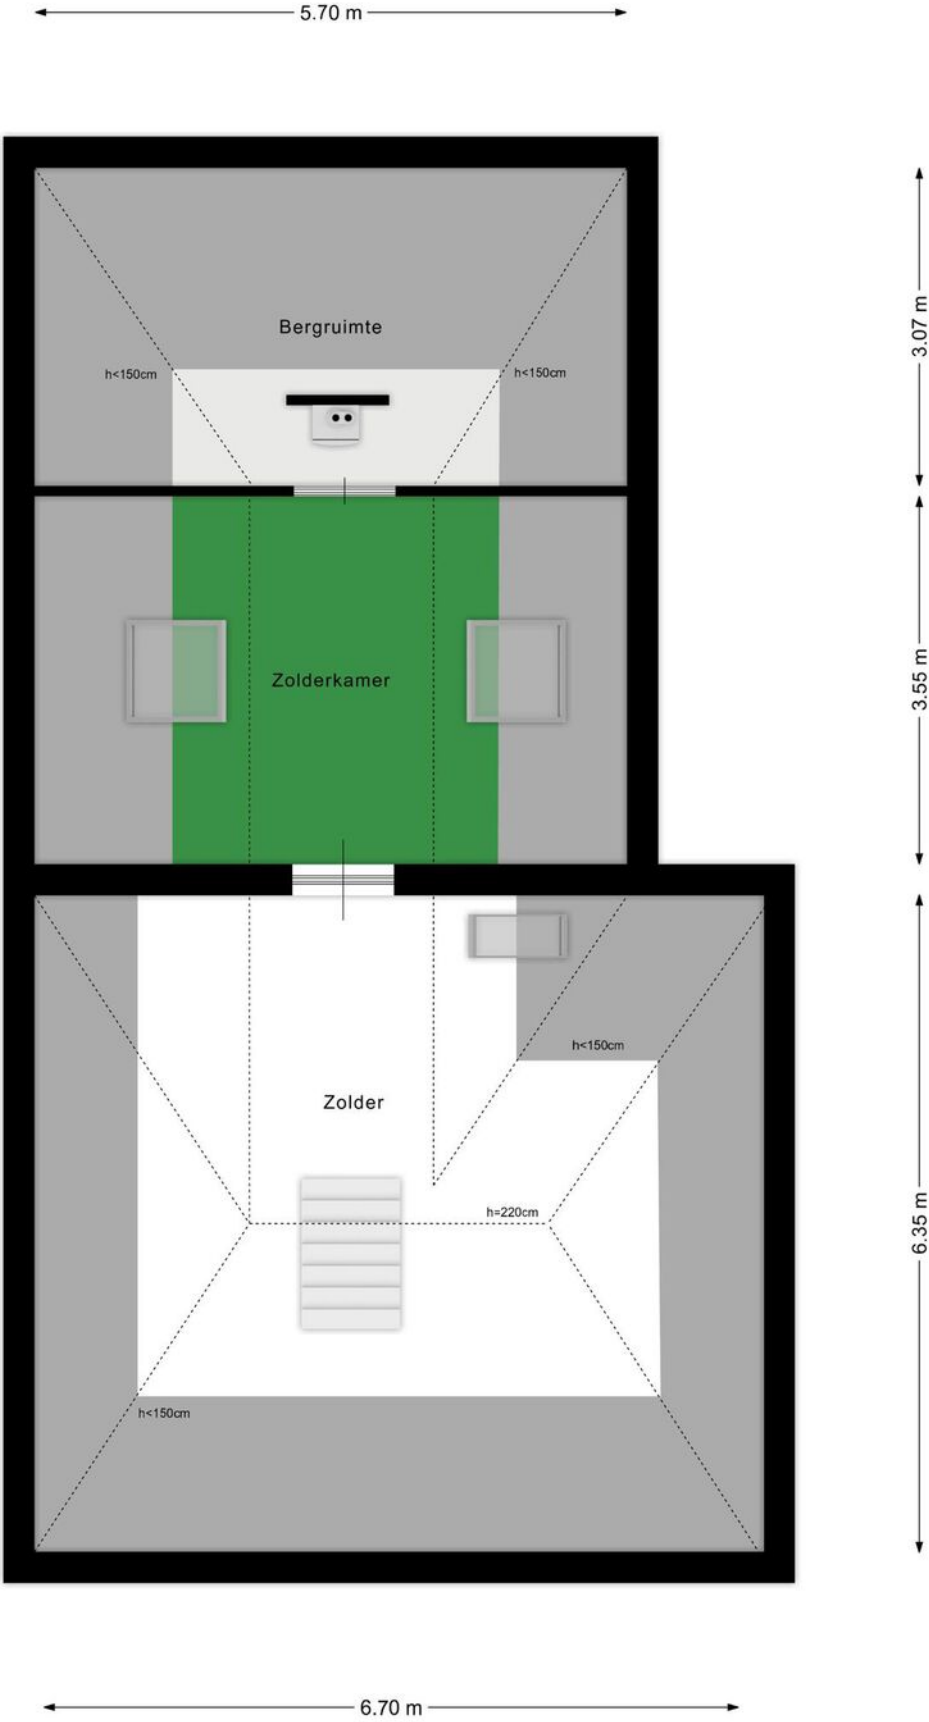 5.70 m
3.07 m
Bergruimte
h<150cm
h<150cm
3.55 m
Zolderkamer
h<150cm
Zolder
6.35 m
h=220cm
h<150cm
6.70 m